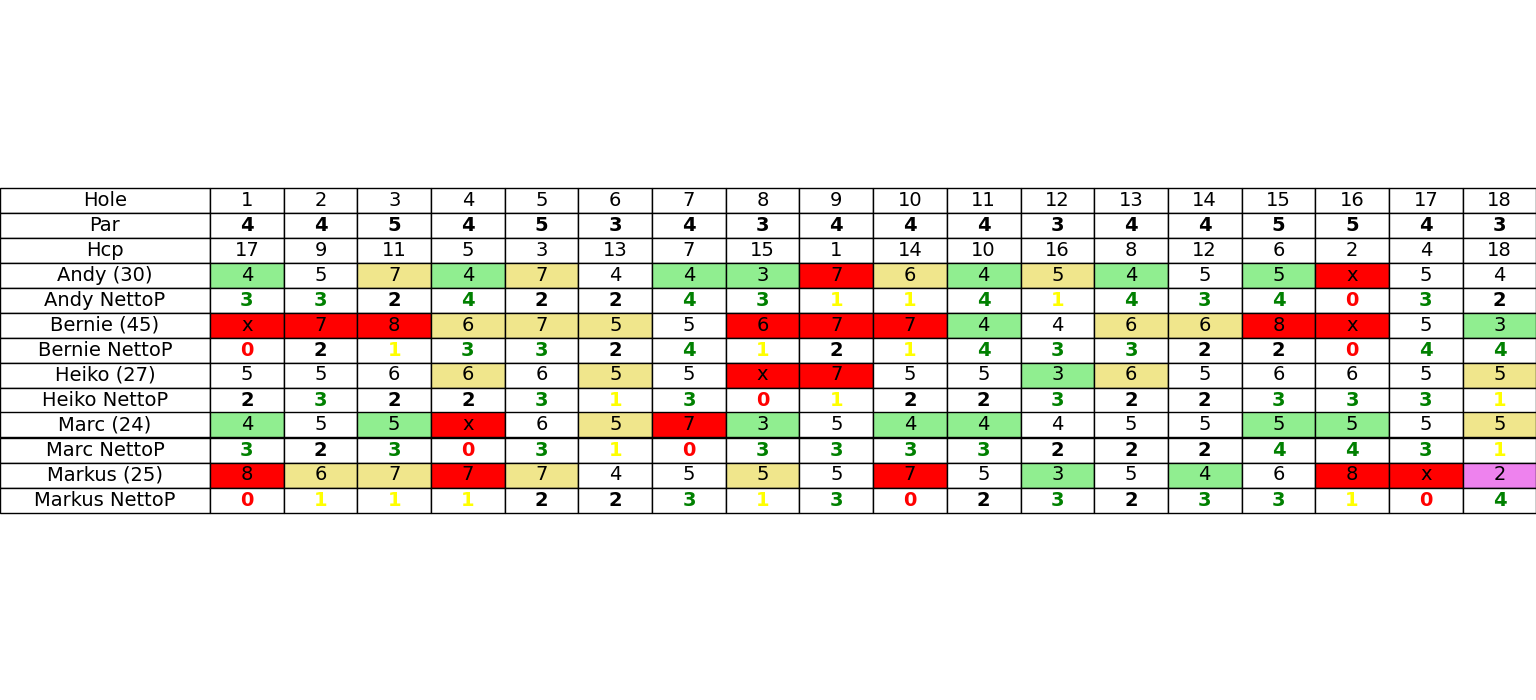 Hole 1 2 3 4 5 6 7 8 9 10 11 12 13 14 15 16 17 18
Par 4 4 5 4 5 3 4 3 4 4 4 3 4 4 5 5 4 3
Hcp 17 9 11 5 3 13 7 15 1 14 10 16 8 12 6 2 4 18
Andy (30) 4 5 7 4 7 4 4 3 7 6 4 5 4 5 5 x 5 4
Andy NettoP 3 3 2 4 2 2 4 3 1 1 4 1 4 3 4 0 3 2
Bernie (45) x 7 8 6 7 5 5 6 7 7 4 4 6 6 8 x 5 3
Bernie NettoP 0 2 1 3 3 2 4 1 2 1 4 3 3 2 2 0 4 4
Heiko (27) 5 5 6 6 6 5 5 x 7 5 5 3 6 5 6 6 5 5
Heiko NettoP 2 3 2 2 3 1 3 0 1 2 2 3 2 2 3 3 3 1
Marc (24) 4 5 5 x 6 5 7 3 5 4 4 4 5 5 5 5 5 5
Marc NettoP 3 2 3 0 3 1 0 3 3 3 3 2 2 2 4 4 3 1
Markus (25) 8 6 7 7 7 4 5 5 5 7 5 3 5 4 6 8 x 2
Markus NettoP 0 1 1 1 2 2 3 1 3 0 2 3 2 3 3 1 0 4